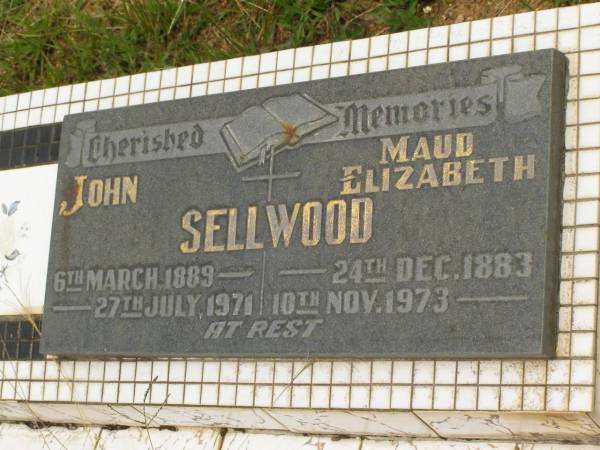 Cherished Memories
JOHN
MAUD
ELIZABETH
SELLWOOD
6TH MARCH.1889 — — 24TH DEC.1883
— 27TH JULY,1971 10TH NOV.1973 —
AT REST